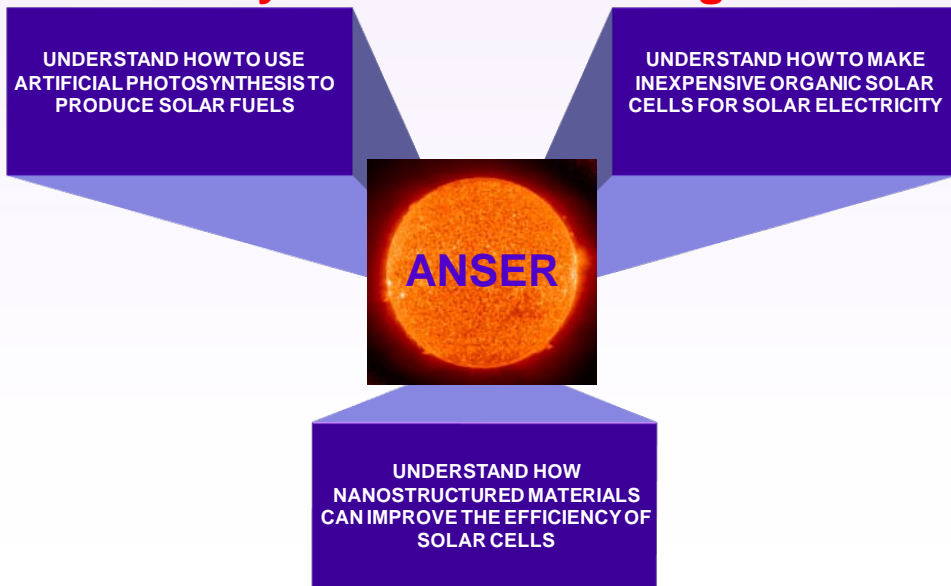 UNDERSTAND HOW TO USE
ARTIFICIAL PHOTOSYNTHESIS TO
PRODUCE SOLAR FUELS
UNDERSTAND HOW TO MAKE
INEXPENSIVE ORGANIC SOLAR
CELLS FOR SOLAR ELECTRICITY
ANSER
UNDERSTAND HOW
NANOSTRUCTURED MATERIALS
CAN IMPROVE THE EFFICIENCY OF
SOLAR CELLS